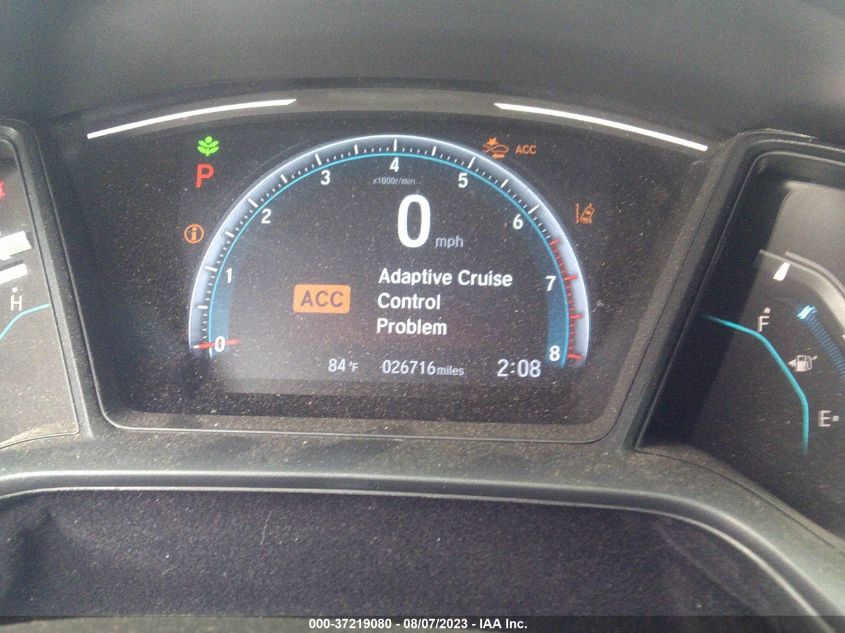 ACC
P
4
3
5
x1000r/min
2
6
0
mph
1
7
Adaptive Cruise
ACC
Control
Problem
0
8
84°F
026716 miles
2:08
H
F
E
000-37219080 - 08/07/2023 - IAA Inc.